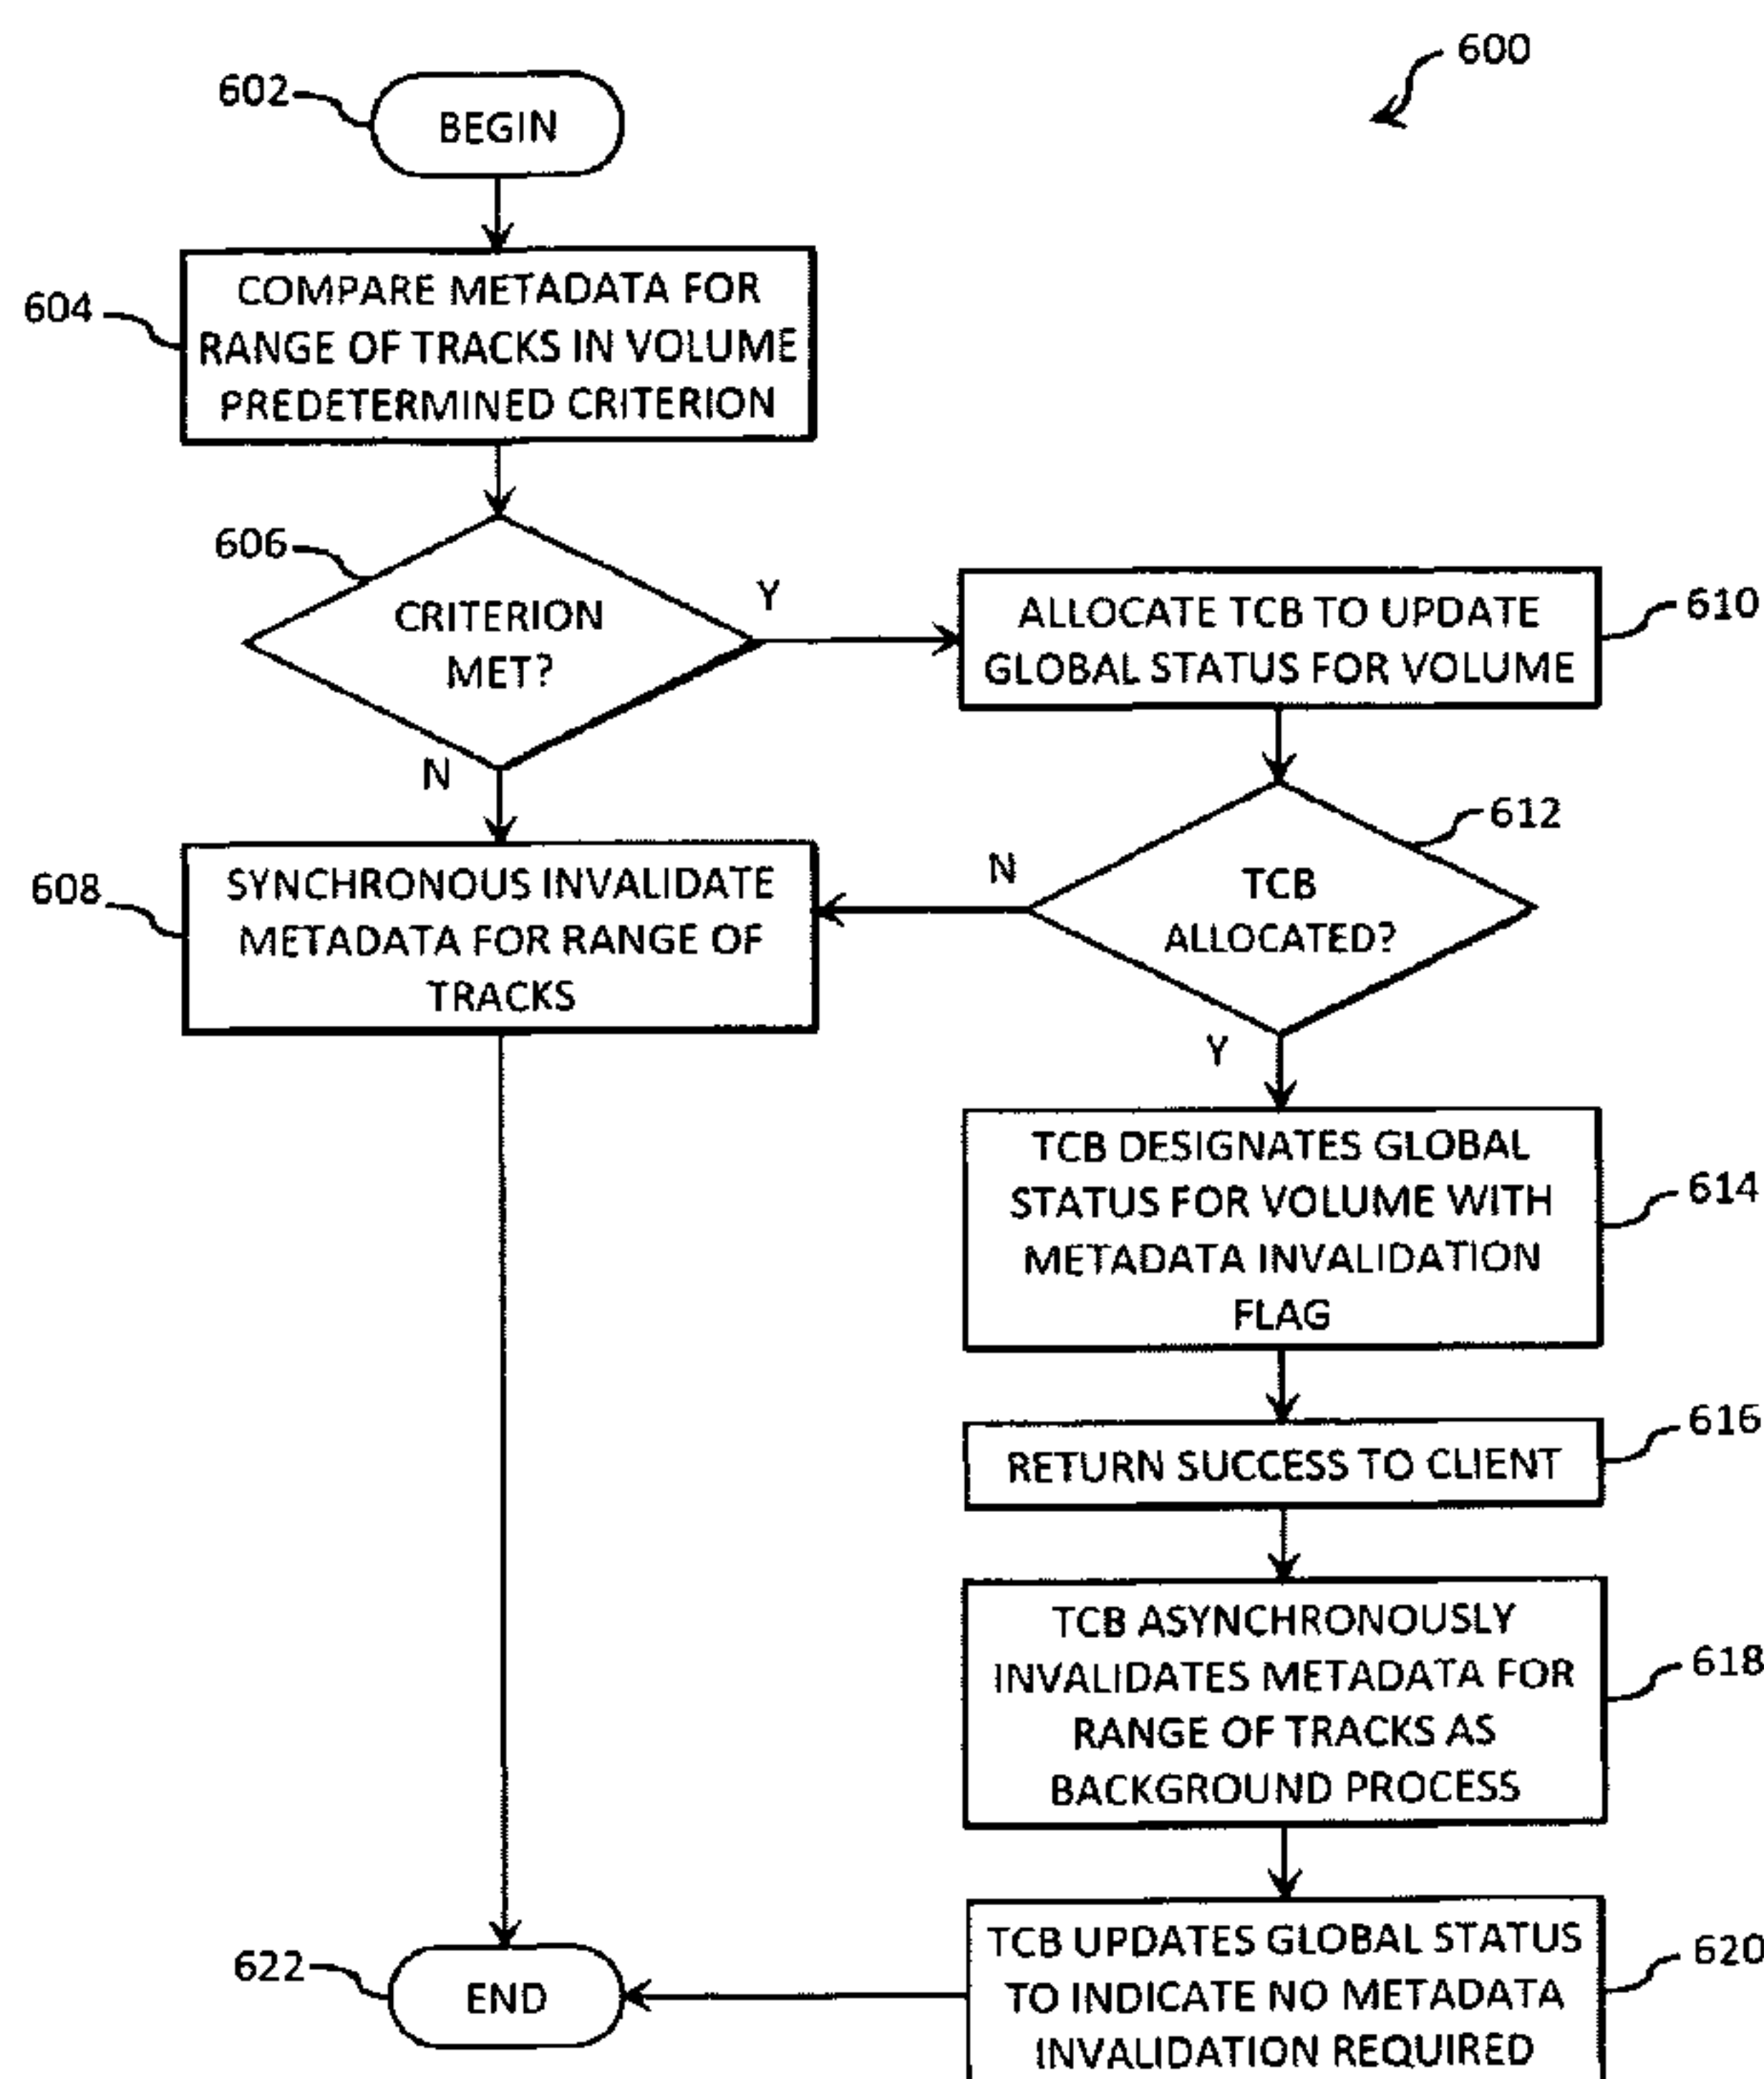 600
602
BEGIN
604
COMPARE METADATA FOR
RANGE OF TRACKS IN VOLUME
PREDETERMINED CRITERION
606
CRITERION
MET?
Y
N
610
ALLOCATE TCB TO UPDATE
GLOBAL STATUS FOR VOLUME
612
TCB
ALLOCATED?
N
Y
608
SYNCHRONOUS INVALIDATE
METADATA FOR RANGE OF
TRACKS
614
TCB DESIGNATES GLOBAL
STATUS FOR VOLUME WITH
METADATA INVALIDATION
FLAG
616
RETURN SUCCESS TO CLIENT
618
TCB ASYNCHRONOUSLY
INVALIDATES METADATA FOR
RANGE OF TRACKS AS
BACKGROUND PROCESS
620
TCB UPDATES GLOBAL STATUS
TO INDICATE NO METADATA
INVALIDATION REQUIRED
622
END